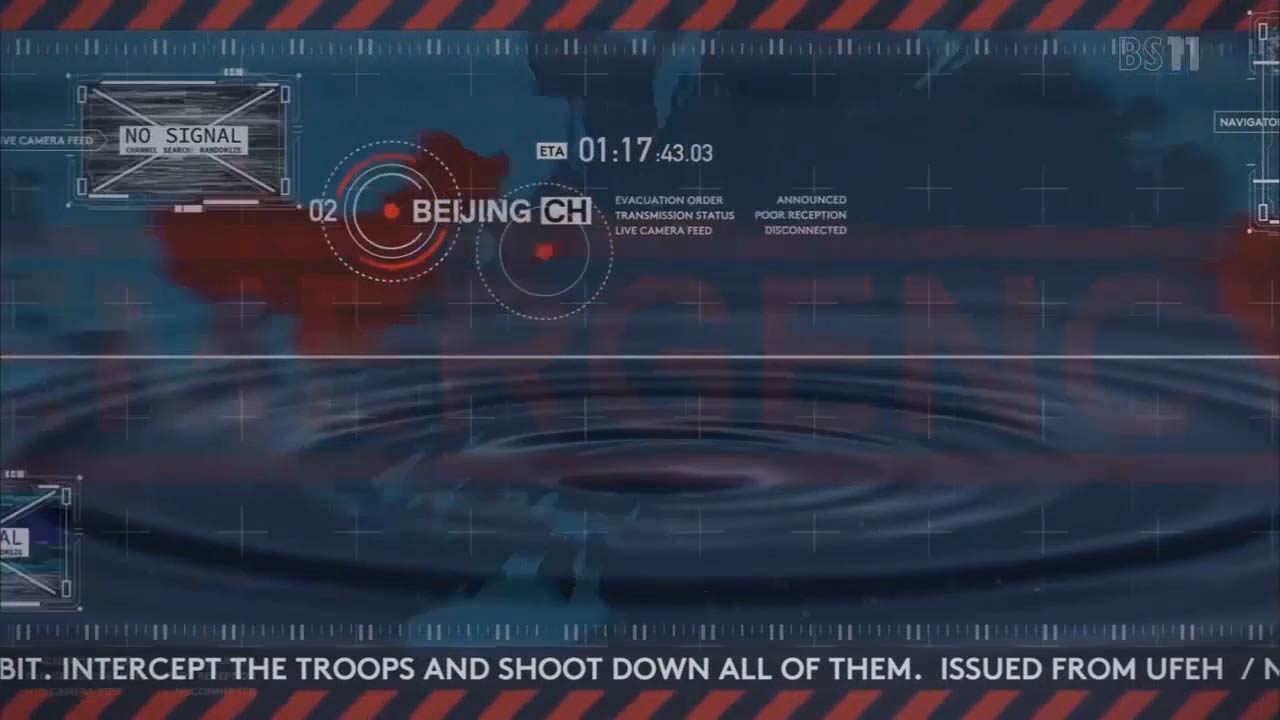 BS11
NO SIGNAL
CHANNEL SEARCH: RANDOMIZE
VE CAMERA FEED
NAVIGATO
ETA 01:17:43.03
02 BEIJING CH
EVACUATION ORDER ANNOUNCED
TRANSMISSION STATUS POOR RECEPTION
LIVE CAMERA FEED DISCONNECTED
MERGENC
AL
BIT. INTERCEPT THE TROOPS AND SHOOT DOWN ALL OF THEM. ISSUED FROM UFEH / N